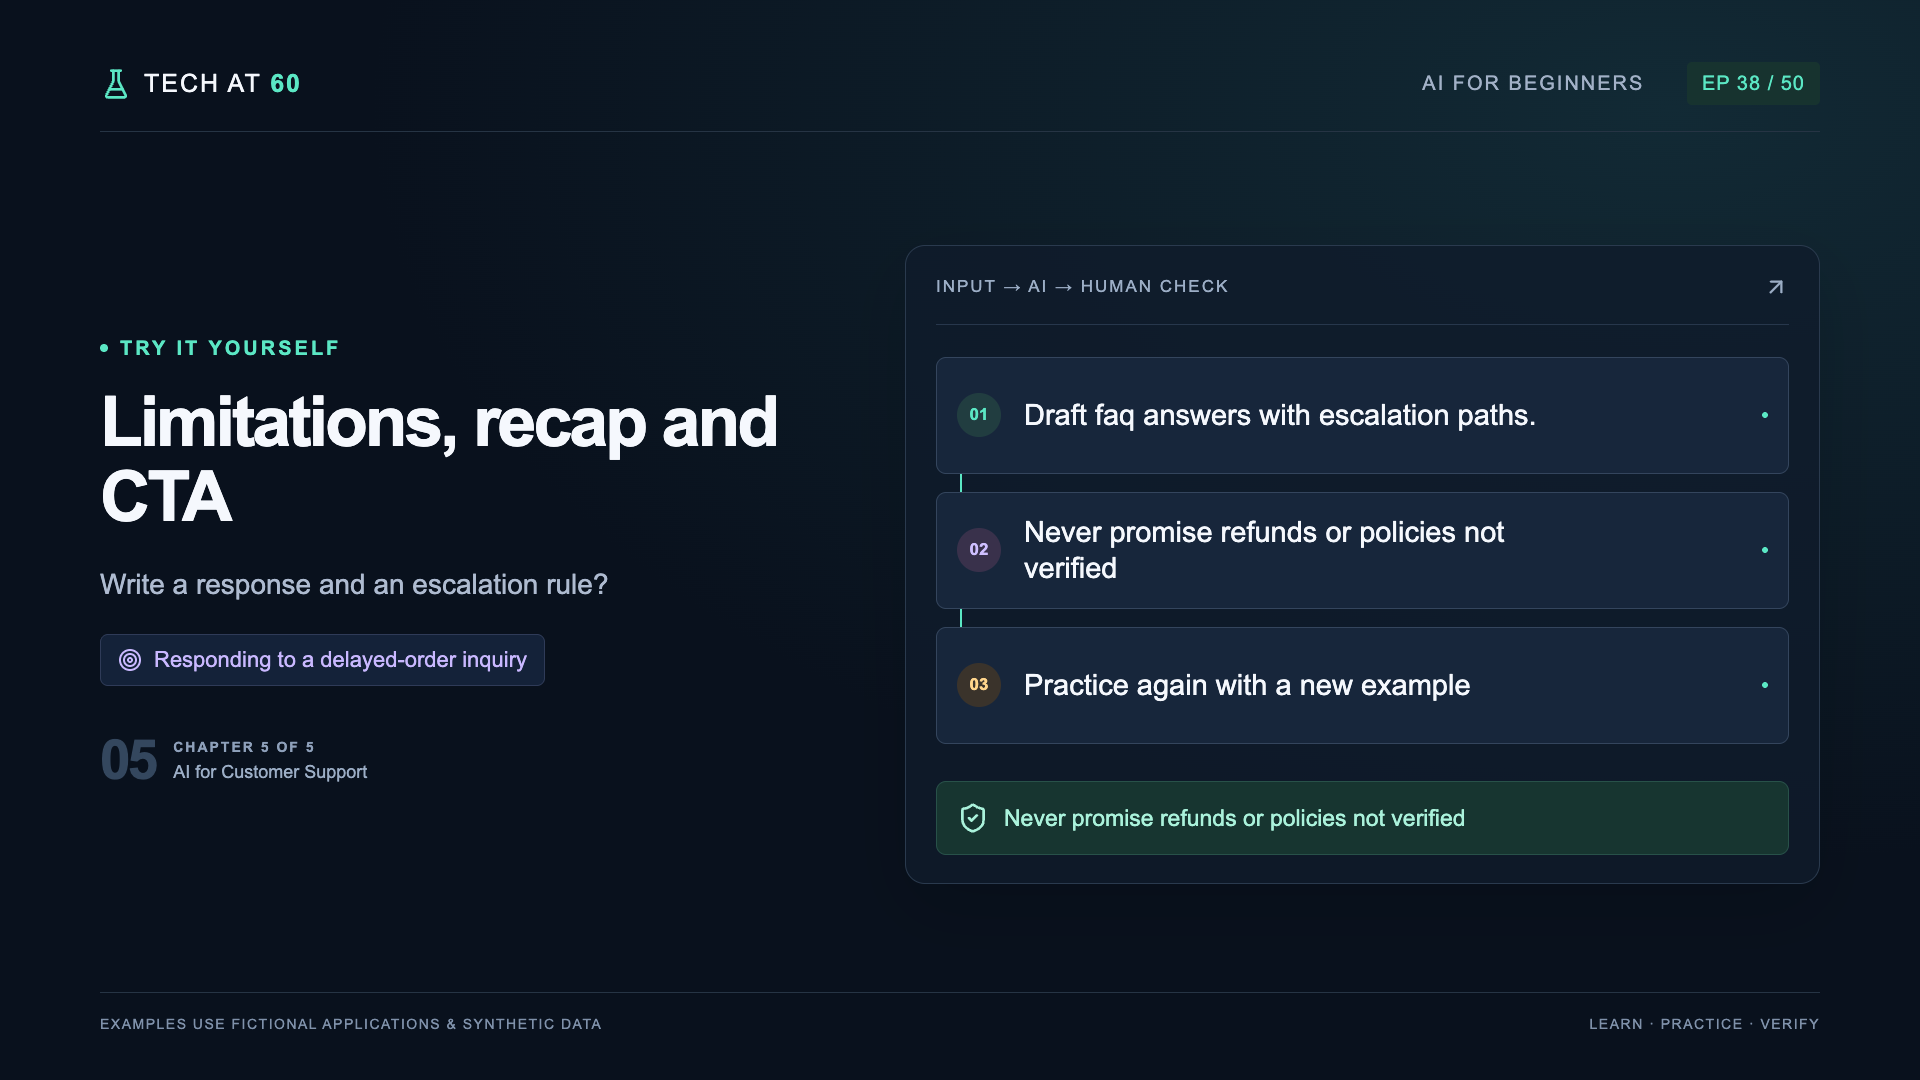 TECH AT 60
AI FOR BEGINNERS
EP 38 / 50
TRY IT YOURSELF
Limitations, recap and
CTA
Write a response and an escalation rule?
Responding to a delayed-order inquiry
05
CHAPTER 5 OF 5
AI for Customer Support
INPUT → AI → HUMAN CHECK
01
Draft faq answers with escalation paths.
02
Never promise refunds or policies not
verified
03
Practice again with a new example
Never promise refunds or policies not verified
EXAMPLES USE FICTIONAL APPLICATIONS & SYNTHETIC DATA
LEARN · PRACTICE · VERIFY